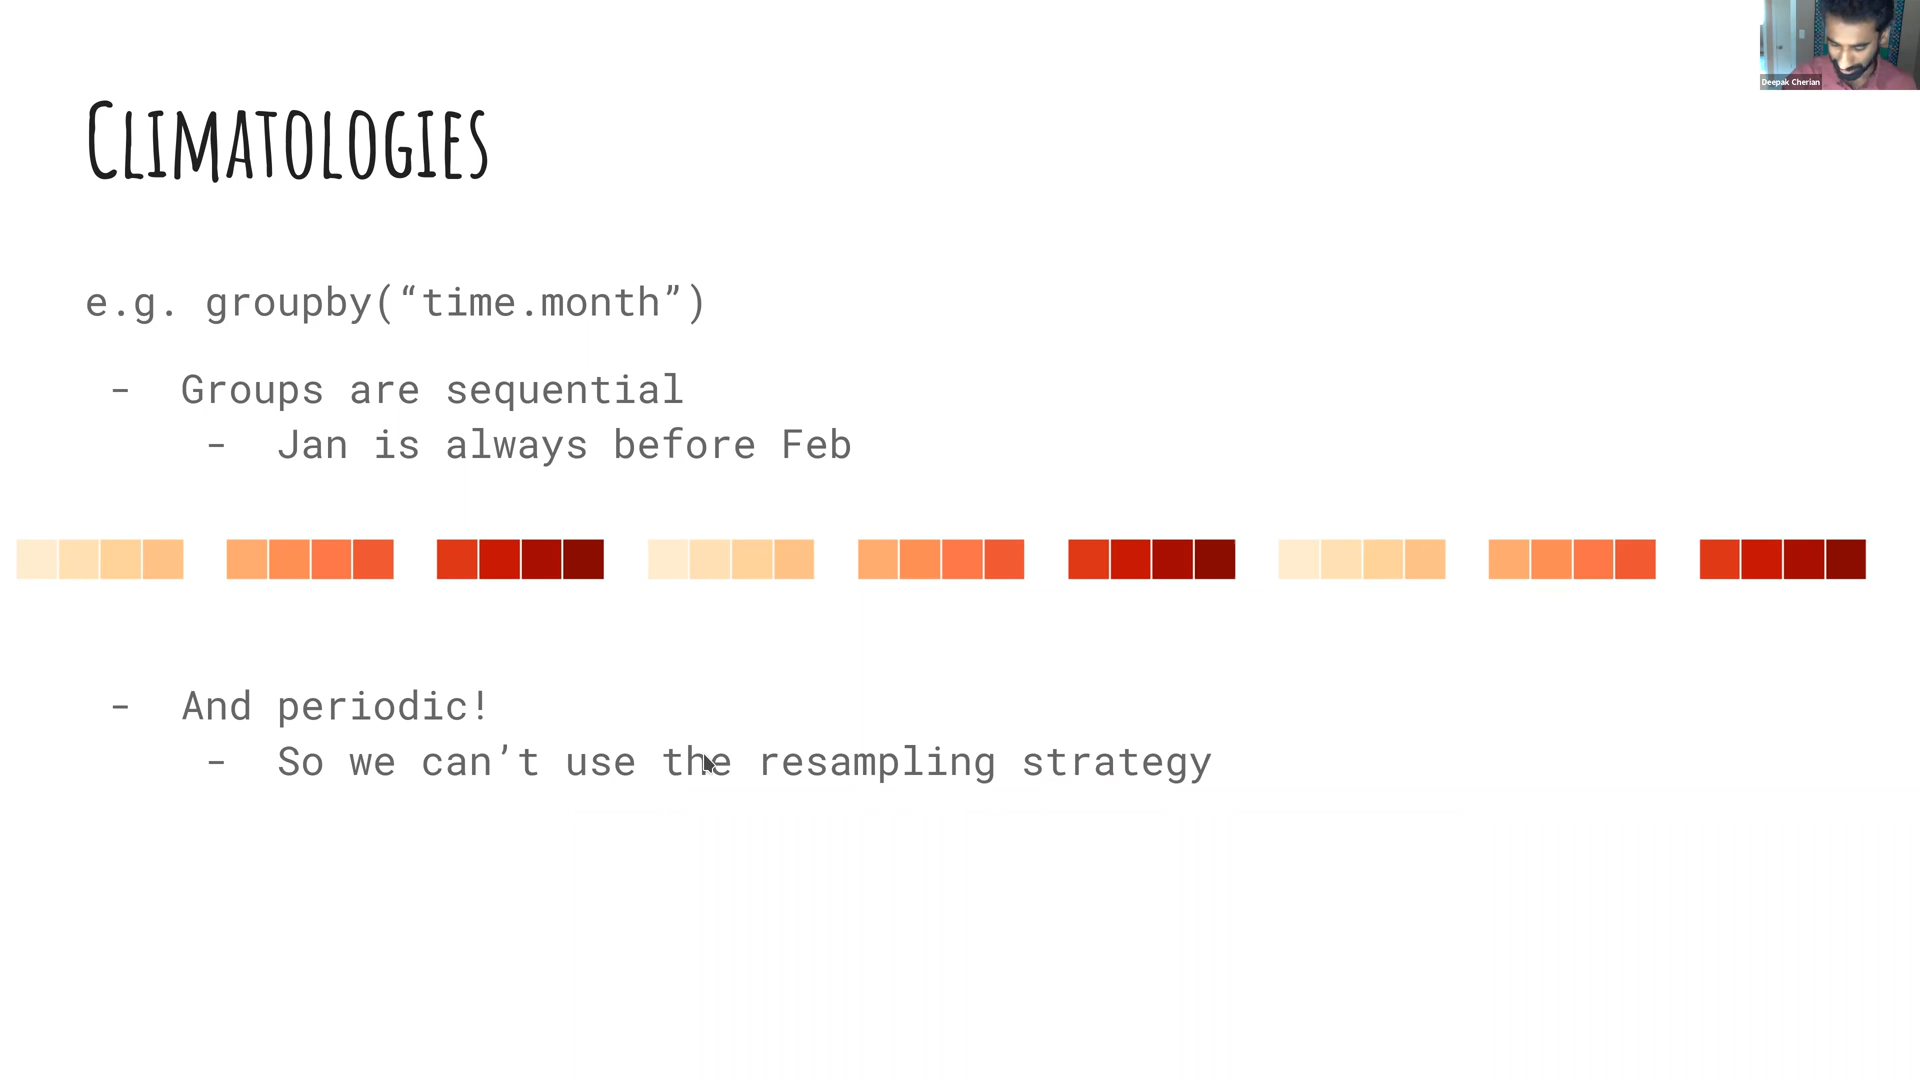 Deepak Cherian
CLIMATOLOGIES
e.g. groupby(“time.month”)
- Groups are sequential
- Jan is always before Feb
- And periodic!
- So we can’t use the resampling strategy